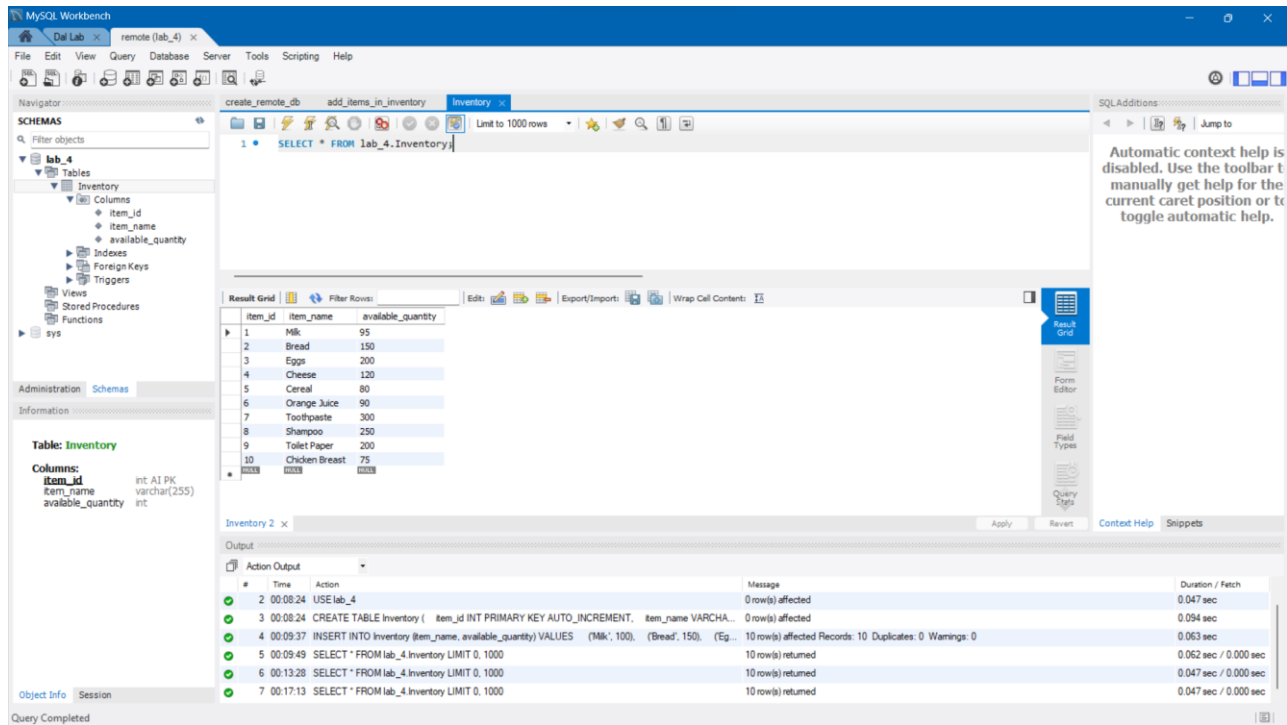 MySQL Workbench
Dal Lab
remote (lab_4)
File Edit View Query Database Server Tools Scripting Help
Navigator
SCHEMAS
Filter objects
lab_4
Tables
Inventory
Columns
item_id
item_name
available_quantity
Indexes
Foreign Keys
Triggers
Views
Stored Procedures
Functions
sys
Administration Schemas
Information
Table: Inventory
Columns:
item_id int AI PK
item_name varchar(255)
available_quantity int
Object Info Session
create_remote_db add_items_in_inventory Inventory
Limit to 1000 rows
1 SELECT * FROM lab_4.Inventory;
Result Grid Filter Rows: Edit: Export/Import: Wrap Cell Content:
item_id item_name available_quantity
1 Milk 95
2 Bread 150
3 Eggs 200
4 Cheese 120
5 Cereal 80
6 Orange Juice 90
7 Toothpaste 300
8 Shampoo 250
9 Toilet Paper 200
10 Chicken Breast 75
NULL NULL NULL
Result
Grid
Form
Editor
Field
Types
Query
Stats
Inventory 2 Apply Revert
SQLAdditions
Jump to
Automatic context help is
disabled. Use the toolbar t
manually get help for the
current caret position or to
toggle automatic help.
Context Help Snippets
Output
Action Output
# Time Action Message Duration / Fetch
2 00:08:24 USE lab_4 0 row(s) affected 0.047 sec
3 00:08:24 CREATE TABLE Inventory ( item_id INT PRIMARY KEY AUTO_INCREMENT, item_name VARCHA... 0 row(s) affected 0.094 sec
4 00:09:37 INSERT INTO Inventory (item_name, available_quantity) VALUES ('Milk', 100), ('Bread', 150), ('Eg... 10 row(s) affected Records: 10 Duplicates: 0 Warnings: 0 0.063 sec
5 00:09:49 SELECT * FROM lab_4.Inventory LIMIT 0, 1000 10 row(s) returned 0.062 sec / 0.000 sec
6 00:13:28 SELECT * FROM lab_4.Inventory LIMIT 0, 1000 10 row(s) returned 0.047 sec / 0.000 sec
7 00:17:13 SELECT * FROM lab_4.Inventory LIMIT 0, 1000 10 row(s) returned 0.047 sec / 0.000 sec
Query Completed